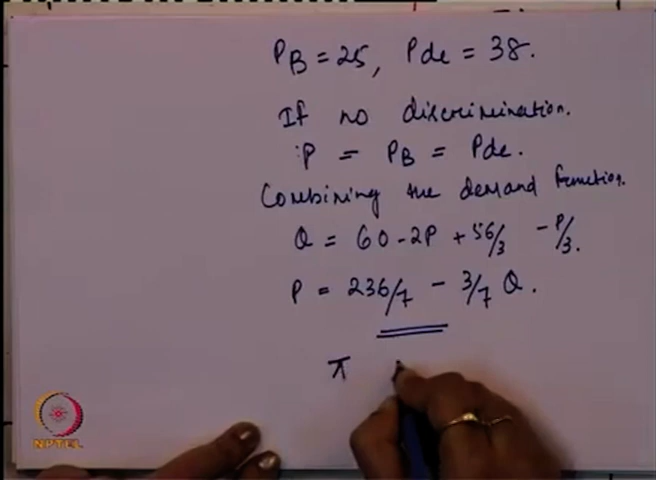 PB = 25, Pde = 38.
If no discrimination.
P = PB = Pde.
Combining the demand function.
Q = 60 - 2P + 56/3 - P/3.
P = 236/7 - 3/7 Q.
π
NPTEL